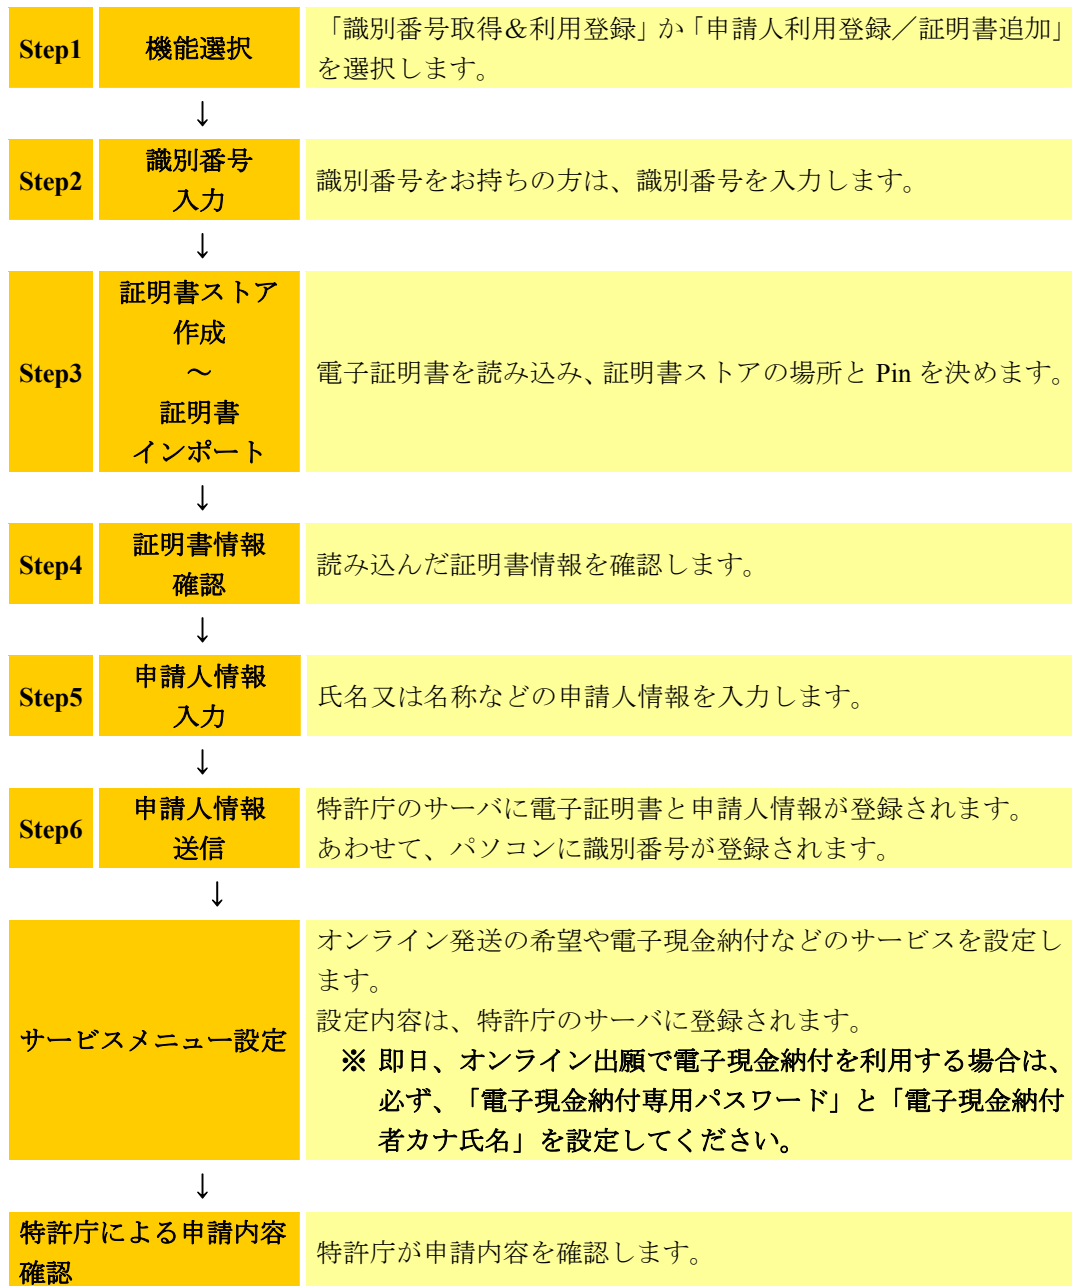 Step1
機能選択
「識別番号取得&利用登録」か「申請人利用登録/証明書追加」
を選択します。
↓
Step2
識別番号
入力
識別番号をお持ちの方は、識別番号を入力します。
↓
Step3
証明書ストア
作成
～
証明書
インポート
電子証明書を読み込み、証明書ストアの場所と Pin を決めます。
↓
Step4
証明書情報
確認
読み込んだ証明書情報を確認します。
↓
Step5
申請人情報
入力
氏名又は名称などの申請人情報を入力します。
↓
Step6
申請人情報
送信
特許庁のサーバに電子証明書と申請人情報が登録されます。
あわせて、パソコンに識別番号が登録されます。
↓
サービスメニュー設定
オンライン発送の希望や電子現金納付などのサービスを設定し
ます。
設定内容は、特許庁のサーバに登録されます。
※ 即日、オンライン出願で電子現金納付を利用する場合は、
必ず、「電子現金納付専用パスワード」と「電子現金納付
者カナ氏名」を設定してください。
↓
特許庁による申請内容
確認
特許庁が申請内容を確認します。